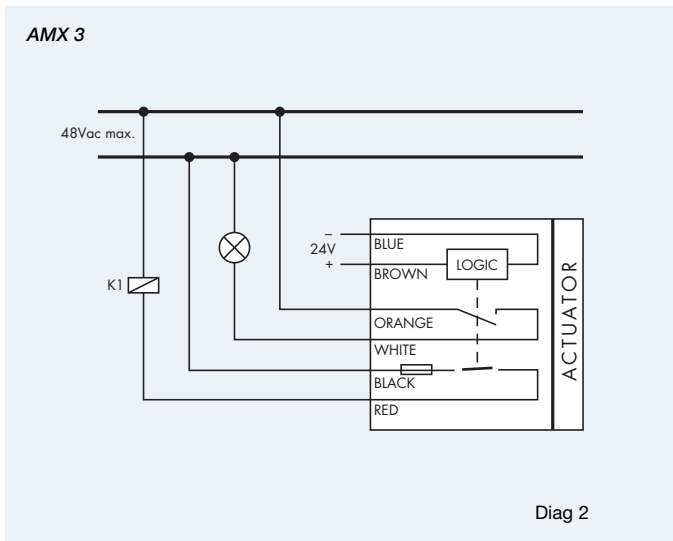 AMX 3
48Vac max.
–
24V
+
BLUE
BROWN
LOGIC
K1
ORANGE
WHITE
BLACK
RED
ACTUATOR
Diag 2